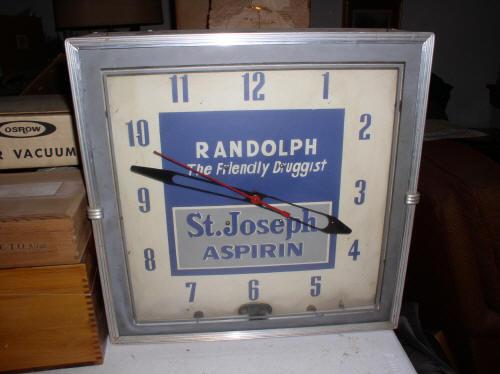 OSROW
R VACUUM
11 12 1
10 2
9 3
8 4
7 6 5
RANDOLPH
The Friendly Druggist
St. Joseph
ASPIRIN